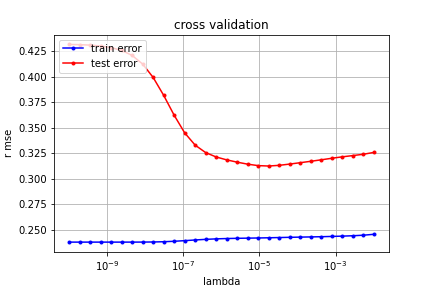 cross validation
train error
test error
0.425
0.400
0.375
0.350
0.325
0.300
0.275
0.250
r mse
10⁻⁹
10⁻⁷
10⁻⁵
10⁻³
lambda